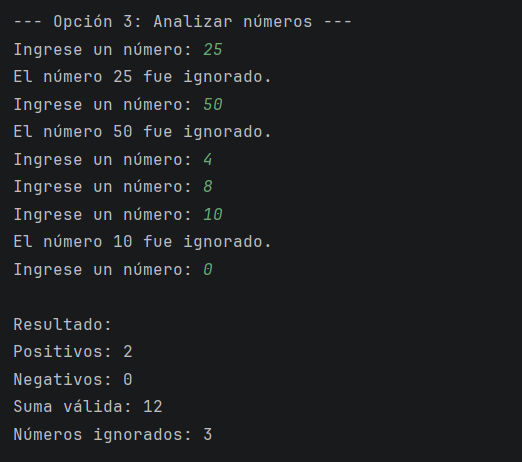 --- Opción 3: Analizar números ---
Ingrese un número: 25
El número 25 fue ignorado.
Ingrese un número: 50
El número 50 fue ignorado.
Ingrese un número: 4
Ingrese un número: 8
Ingrese un número: 10
El número 10 fue ignorado.
Ingrese un número: 0
Resultado:
Positivos: 2
Negativos: 0
Suma válida: 12
Números ignorados: 3